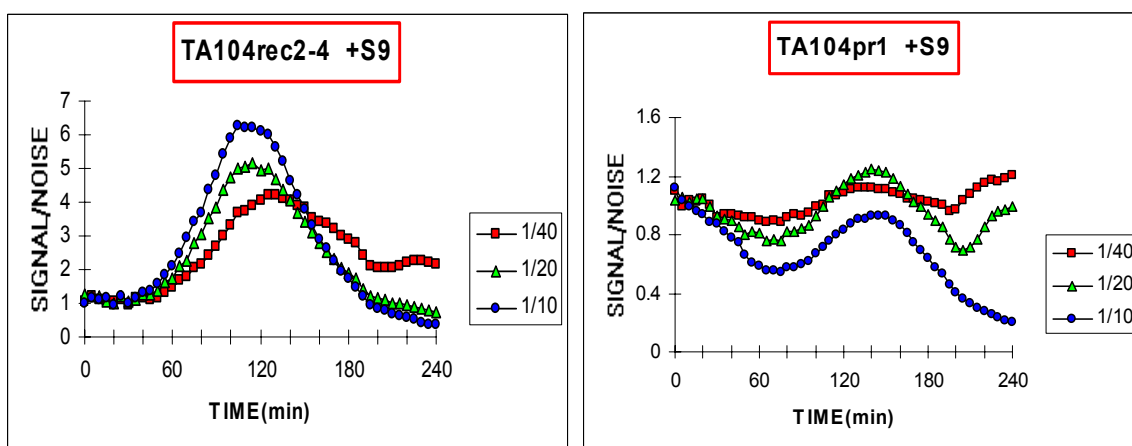 TA104rec2-4 +S9
SIGNAL/NOISE
7
6
5
4
3
2
1
0
0 60 120 180 240
TIME(min)
1/40
1/20
1/10
TA104pr1 +S9
SIGNAL/NOISE
1.6
1.2
0.8
0.4
0
0 60 120 180 240
TIME(min)
1/40
1/20
1/10